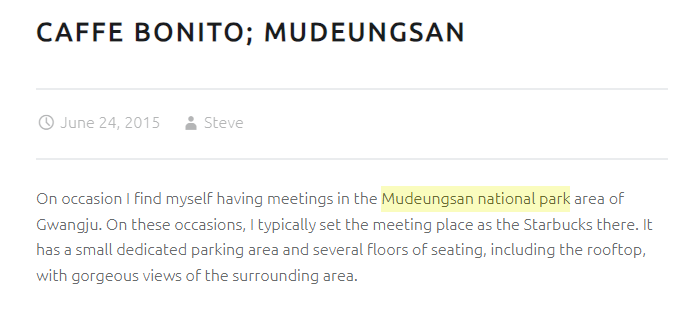 CAFFE BONITO; MUDEUNGSAN
June 24, 2015 Steve
On occasion I find myself having meetings in the Mudeungsan national park area of
Gwangju. On these occasions, I typically set the meeting place as the Starbucks there. It
has a small dedicated parking area and several floors of seating, including the rooftop,
with gorgeous views of the surrounding area.